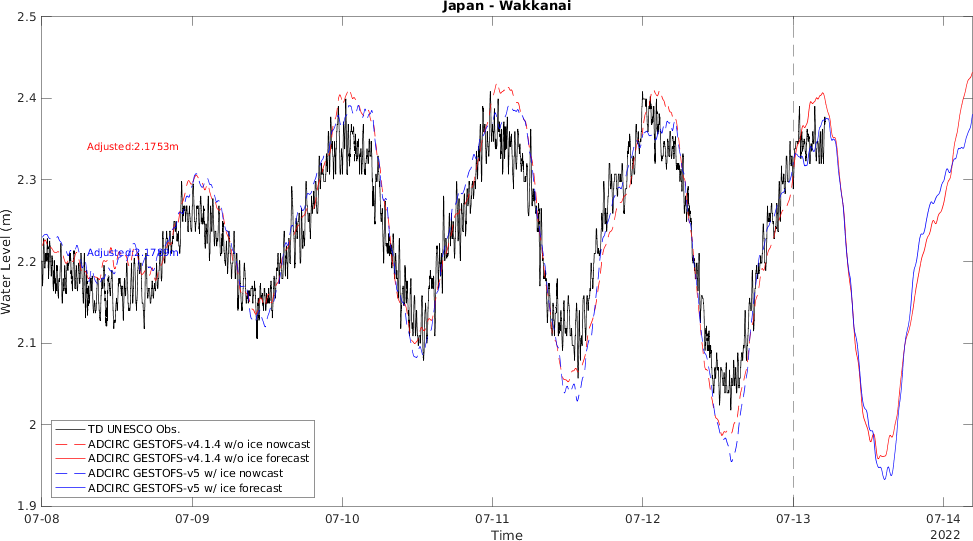 Japan - Wakkanai
2.5
2.4
2.3
2.2
2.1
2
1.9
Water Level (m)
Adjusted:2.1753m
TD UNESCO Obs.
ADCIRC GESTOFS-v4.1.4 w/o ice nowcast
ADCIRC GESTOFS-v4.1.4 w/o ice forecast
ADCIRC GESTOFS-v5 w/ ice nowcast
ADCIRC GESTOFS-v5 w/ ice forecast
07-08 07-09 07-10 07-11 07-12 07-13 07-14
Time
2022